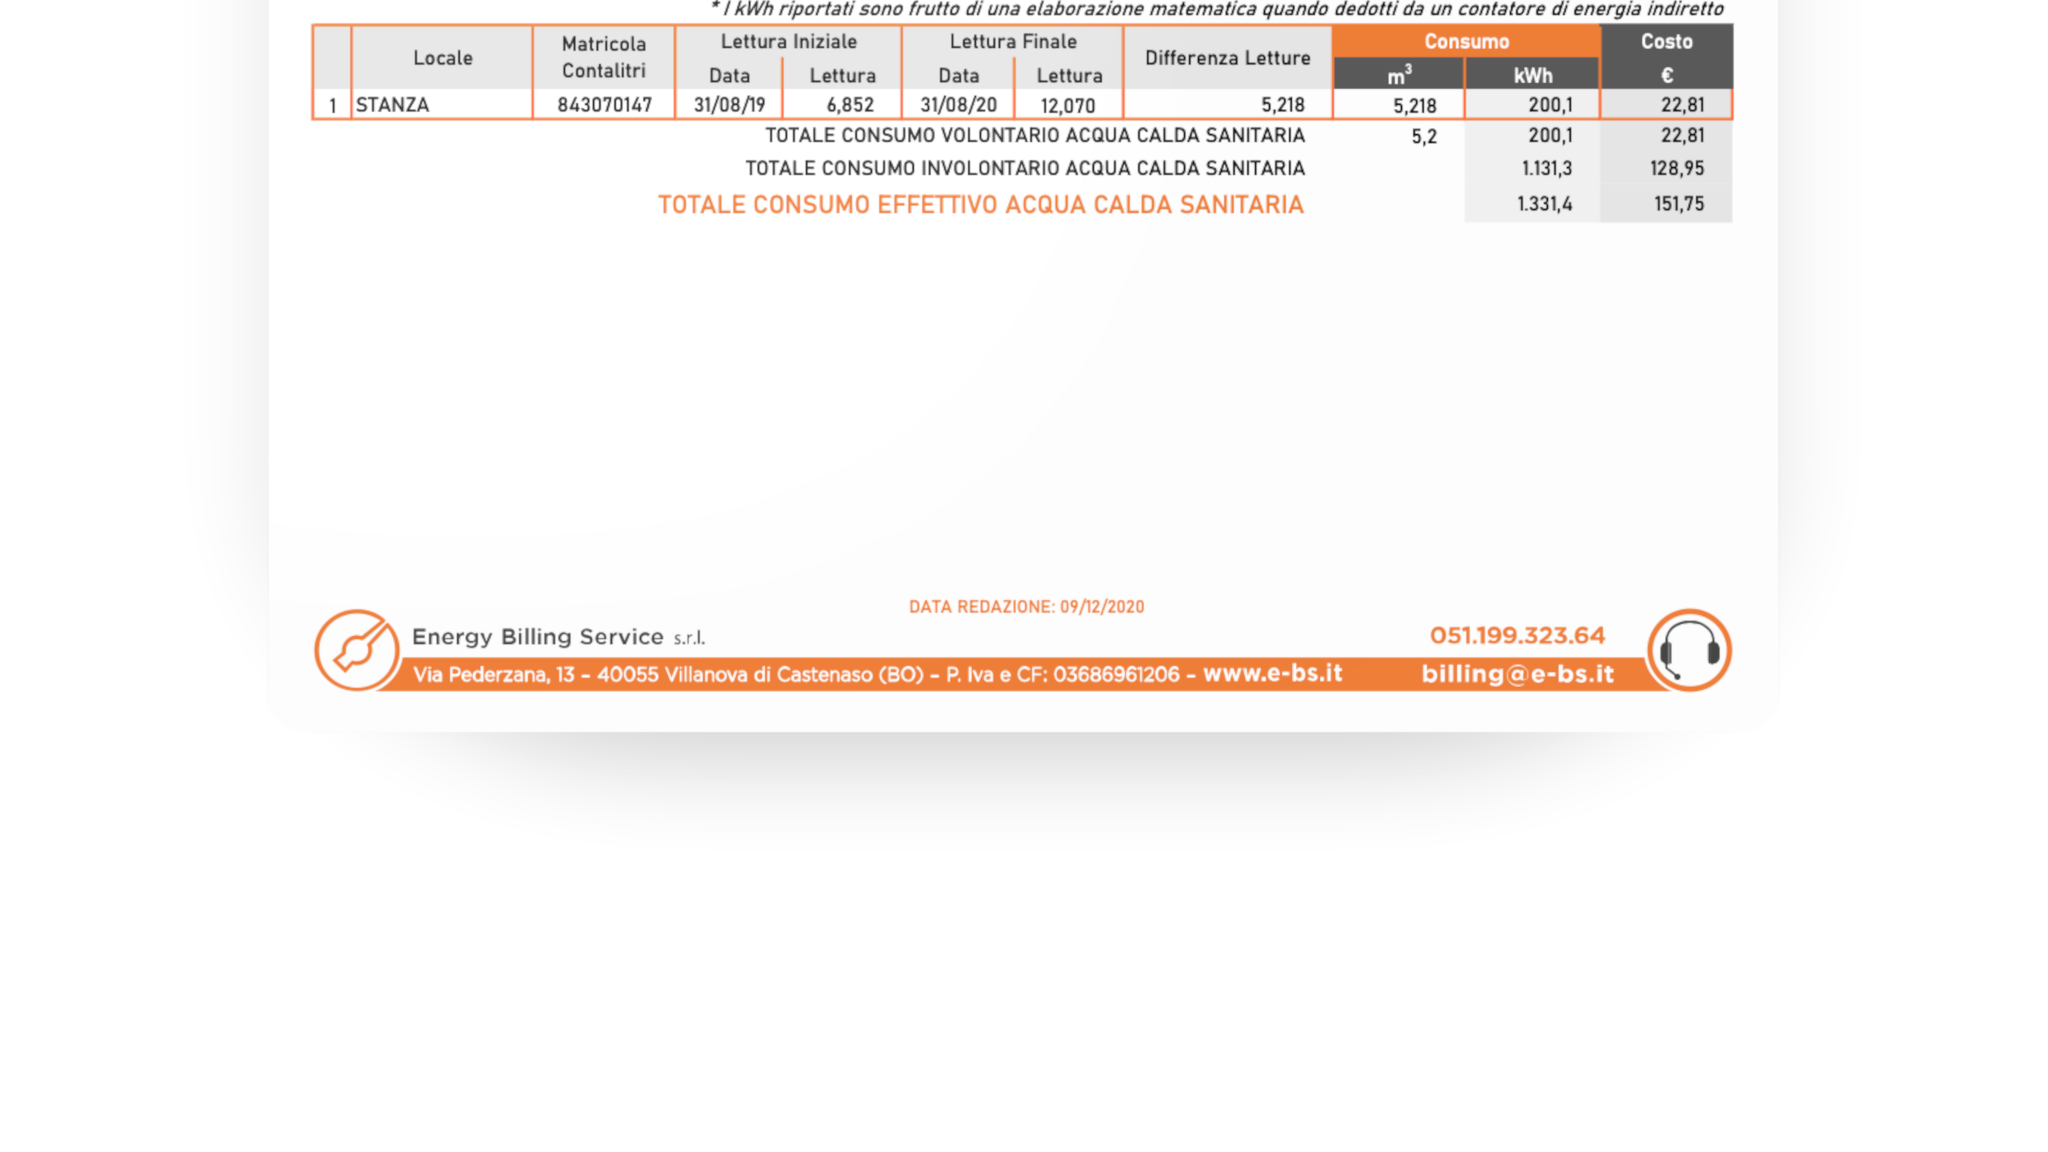 * I kWh riportati sono frutto di una elaborazione matematica quando dedotti da un contatore di energia indiretto
Locale Matricola Contalitri Lettura Iniziale Lettura Finale Differenza Letture Consumo Costo
Data Lettura Data Lettura m³ kWh €
1 STANZA 843070147 31/08/19 6,852 31/08/20 12,070 5,218 5,218 200,1 22,81
TOTALE CONSUMO VOLONTARIO ACQUA CALDA SANITARIA 5,2 200,1 22,81
TOTALE CONSUMO INVOLONTARIO ACQUA CALDA SANITARIA 1.131,3 128,95
TOTALE CONSUMO EFFETTIVO ACQUA CALDA SANITARIA 1.331,4 151,75
DATA REDAZIONE: 09/12/2020
Energy Billing Service s.r.l. 051.199.323.64
Via Pederzana, 13 – 40055 Villanova di Castenaso (BO) – P. Iva e CF: 03686961206 – www.e-bs.it billing@e-bs.it